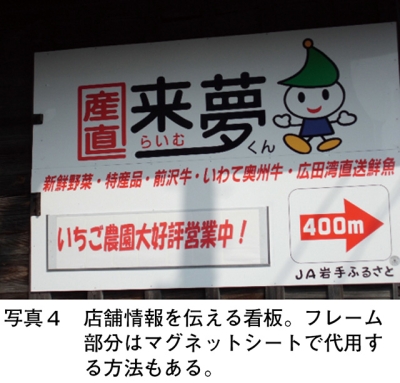 産直 来夢くん
らいむ
新鮮野菜・特産品・前沢牛・いわて奥州牛・広田湾直送鮮魚
いちご農園大好評営業中！
400m
JA岩手ふるさと
写真４ 店舗情報を伝える看板。フレーム
部分はマグネットシートで代用す
る方法もある。